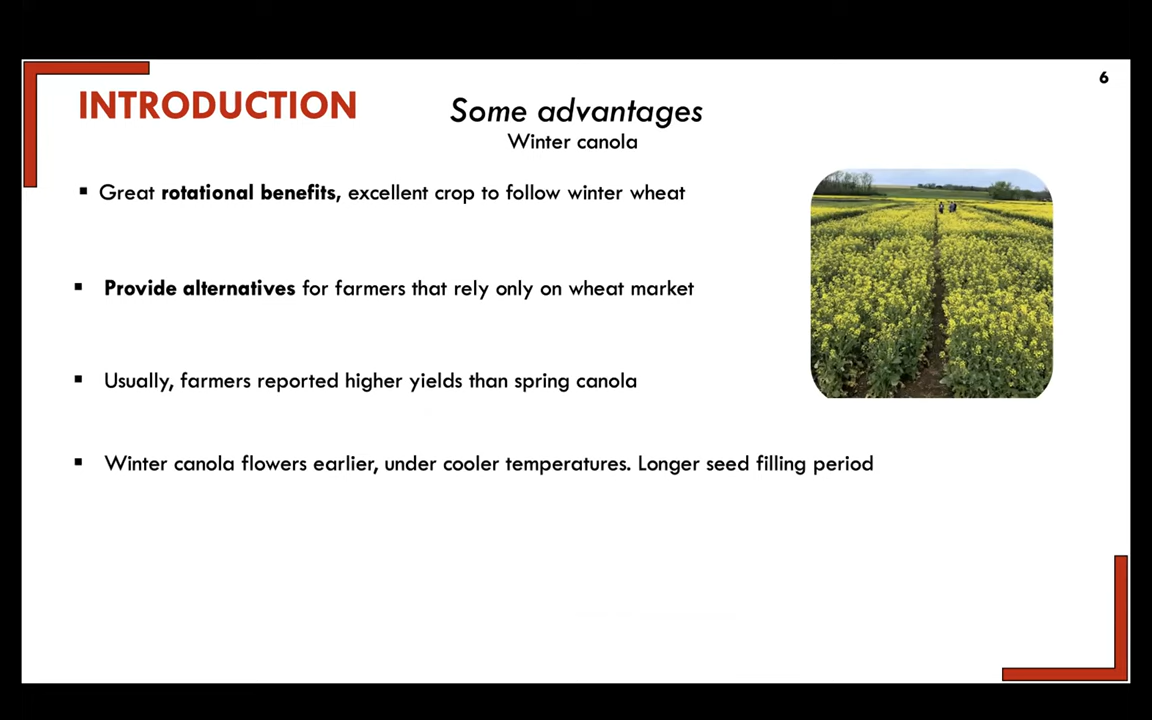 6
INTRODUCTION
Some advantages
Winter canola
▪ Great rotational benefits, excellent crop to follow winter wheat
▪ Provide alternatives for farmers that rely only on wheat market
▪ Usually, farmers reported higher yields than spring canola
▪ Winter canola flowers earlier, under cooler temperatures. Longer seed filling period